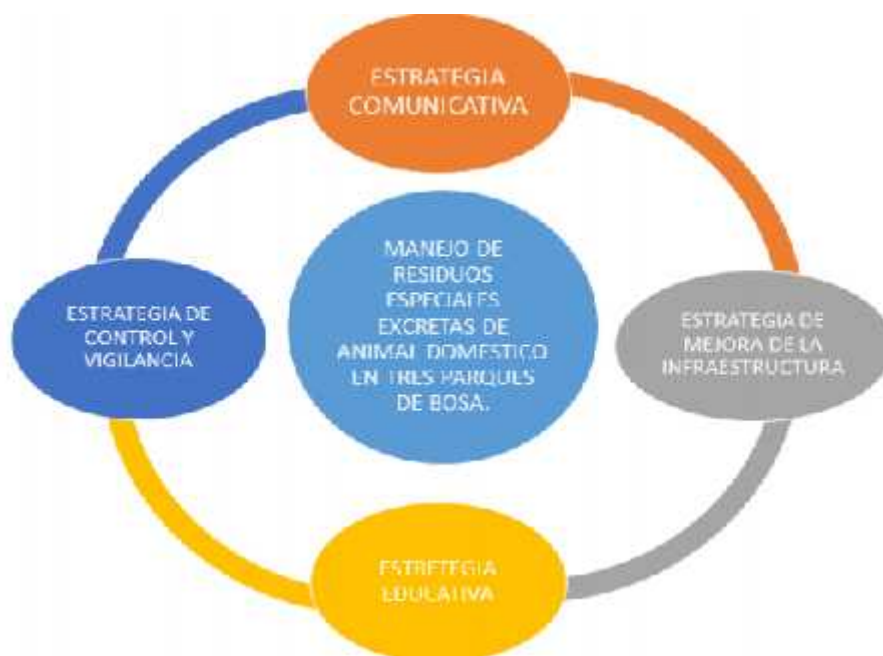 ESTRATEGIA
COMUNICATIVA
MANEJO DE
RESIDUOS
ESPECIALES
EXCRETAS DE
ANIMAL DOMESTICO
EN TRES PARQUES
DE BOSA.
ESTRATEGIA DE
CONTROL Y
VIGILANCIA
ESTRATEGIA DE
MEJORA DE LA
INFRAESTRUCTURA
ESTRETEGIA
EDUCATIVA